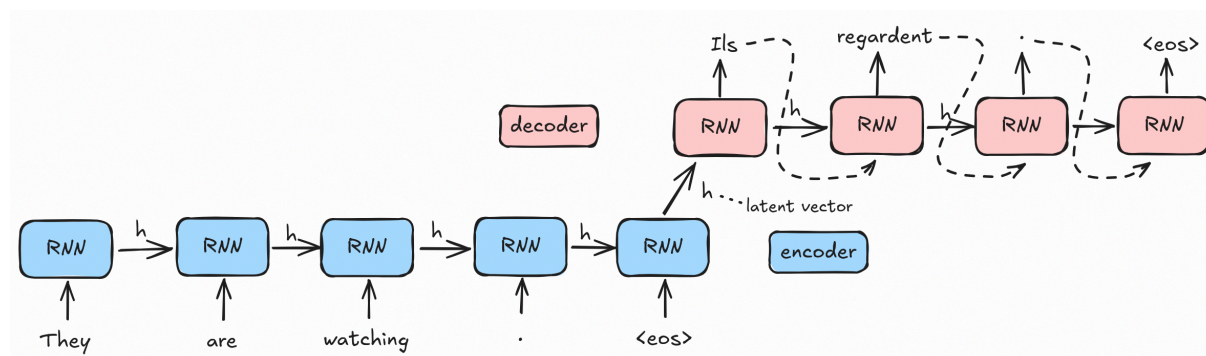 Ils regardent . <eos>
RNN h RNN h RNN RNN
decoder
h latent vector
RNN h RNN h RNN h RNN h RNN
encoder
They are watching . <eos>